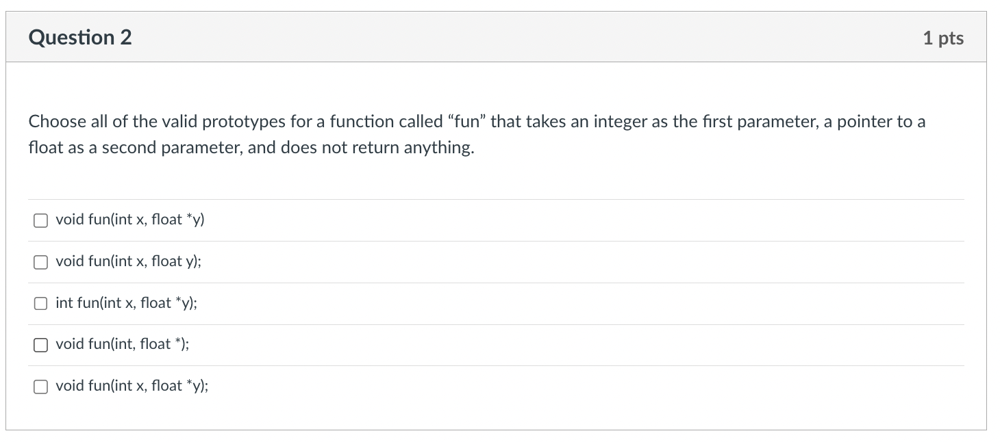 Question 2
1 pts
Choose all of the valid prototypes for a function called “fun” that takes an integer as the first parameter, a pointer to a
float as a second parameter, and does not return anything.
void fun(int x, float *y)
void fun(int x, float y);
int fun(int x, float *y);
void fun(int, float *);
void fun(int x, float *y);